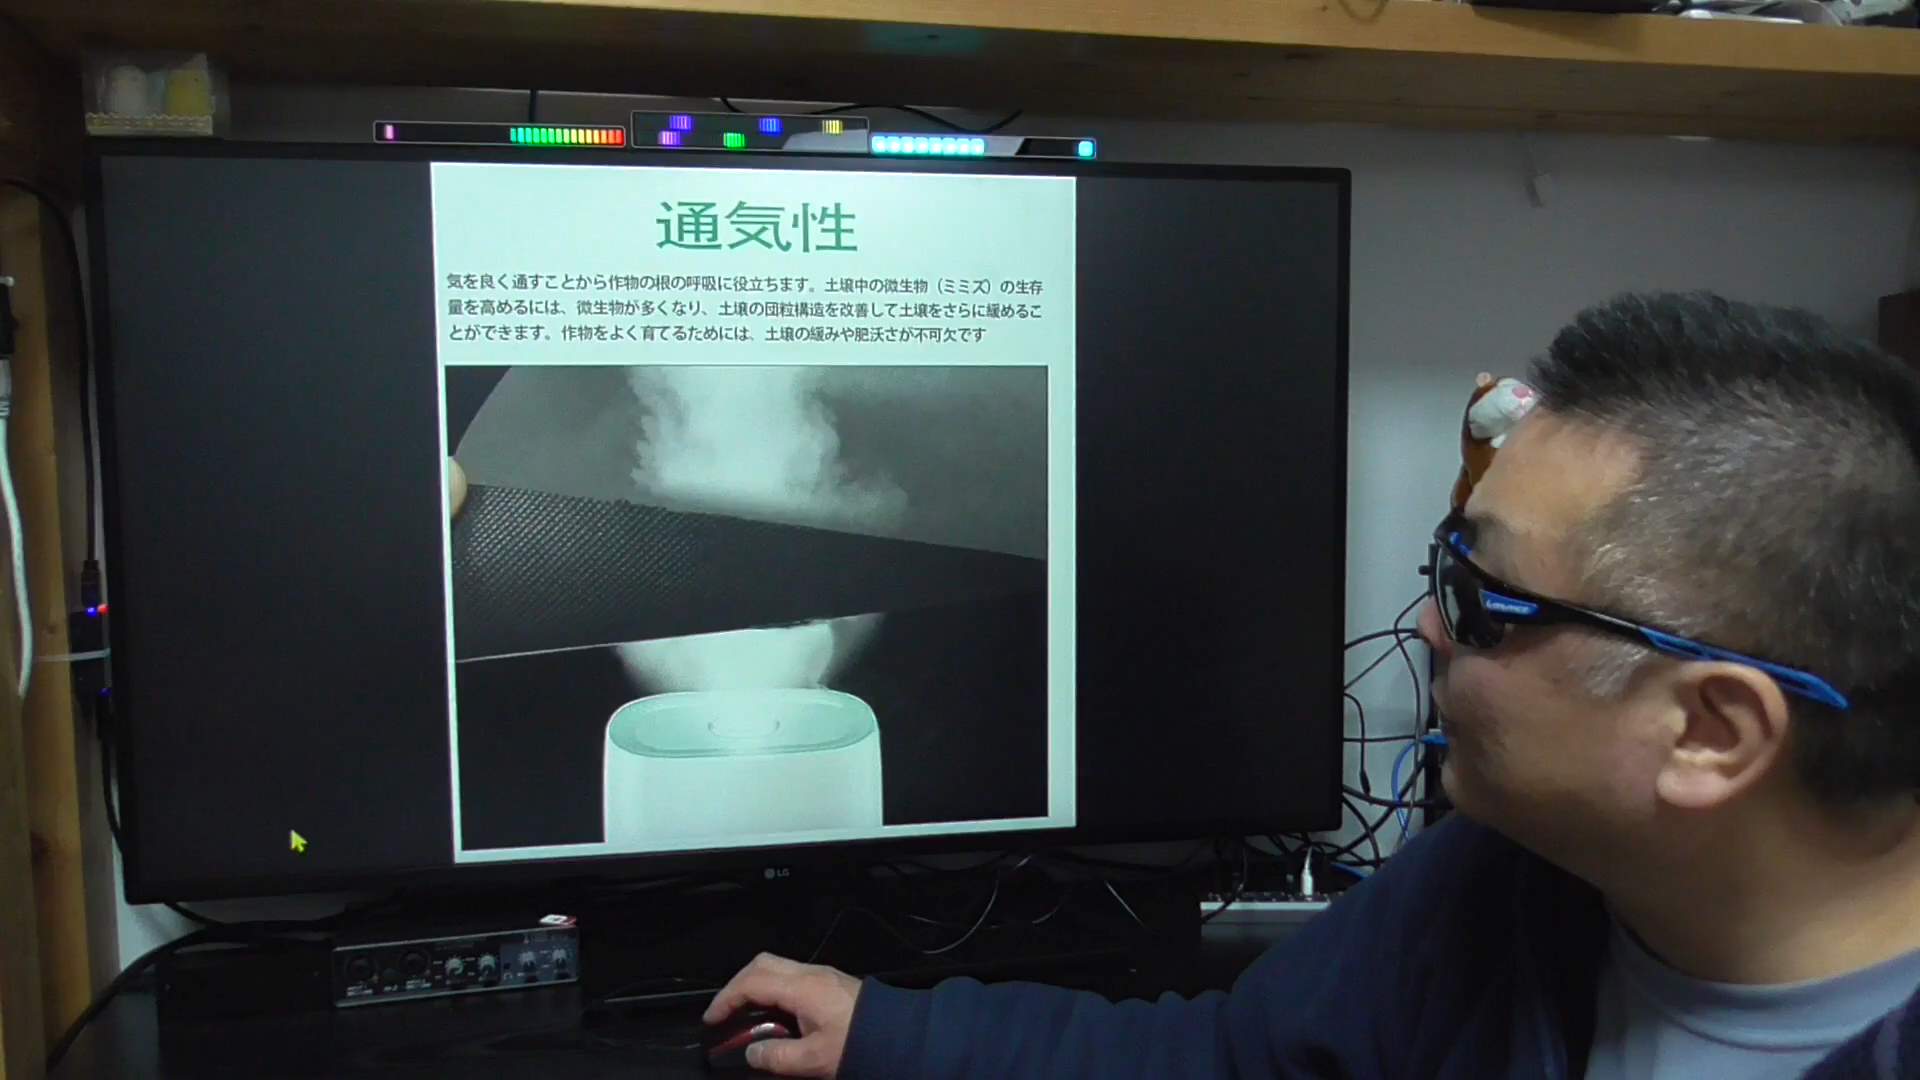 通気性
気を良く通すことから作物の根の呼吸に役立ちます。土壌中の微生物（ミミズ）の生存
量を高めるには、微生物が多くなり、土壌の団粒構造を改善して土壌をさらに緩めるこ
とができます。作物をよく育てるためには、土壌の緩みや肥沃さが不可欠です
LG